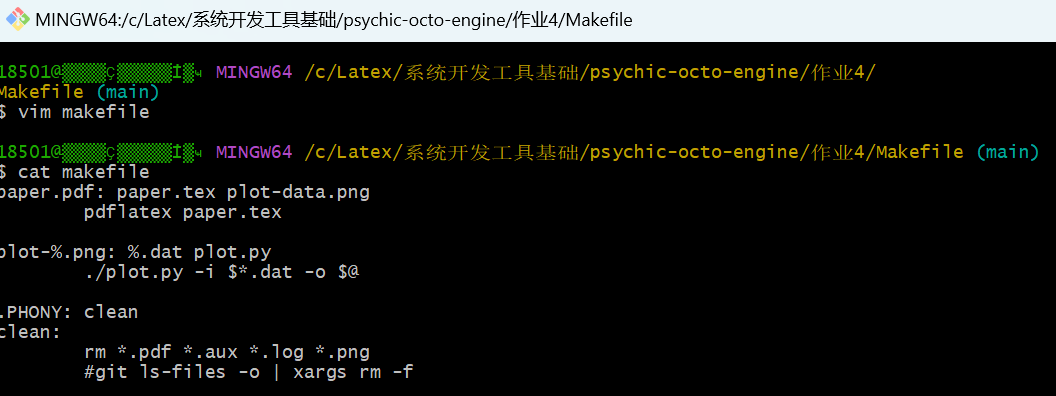 MINGW64:/c/Latex/系统开发工具基础/psychic-octo-engine/作业4/Makefile
18501@ MINGW64 /c/Latex/系统开发工具基础/psychic-octo-engine/作业4/
Makefile (main)
$ vim makefile
18501@ MINGW64 /c/Latex/系统开发工具基础/psychic-octo-engine/作业4/Makefile (main)
$ cat makefile
paper.pdf: paper.tex plot-data.png
pdflatex paper.tex
plot-%.png: %.dat plot.py
./plot.py -i $*.dat -o $@
.PHONY: clean
clean:
rm *.pdf *.aux *.log *.png
#git ls-files -o | xargs rm -f